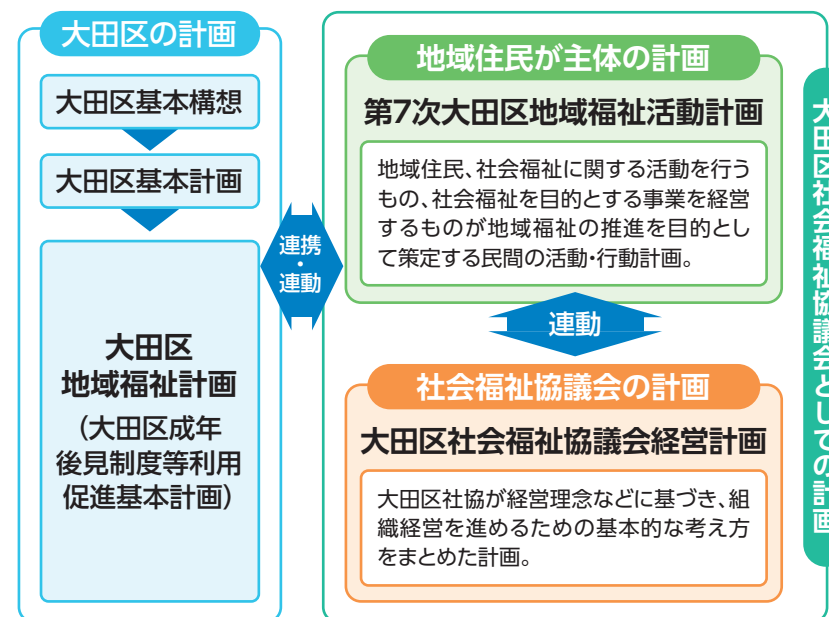 大田区の計画
大田区基本構想
大田区基本計画
大田区
地域福祉計画
（大田区成年
後見制度等利用
促進基本計画）
連携
・
連動
地域住民が主体の計画
第7次大田区地域福祉活動計画
地域住民、社会福祉に関する活動を行う
もの、社会福祉を目的とする事業を経営
するものが地域福祉の推進を目的とし
て策定する民間の活動・行動計画。
連動
社会福祉協議会の計画
大田区社会福祉協議会経営計画
大田区社協が経営理念などに基づき、組
織経営を進めるための基本的な考え方
をまとめた計画。
大田区社会福祉協議会としての計画